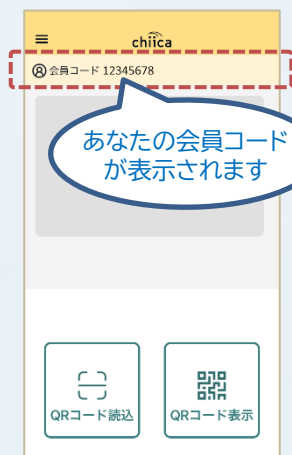 chiica
会員コード 12345678
あなたの会員コード
が表示されます
QRコード読込
QRコード表示